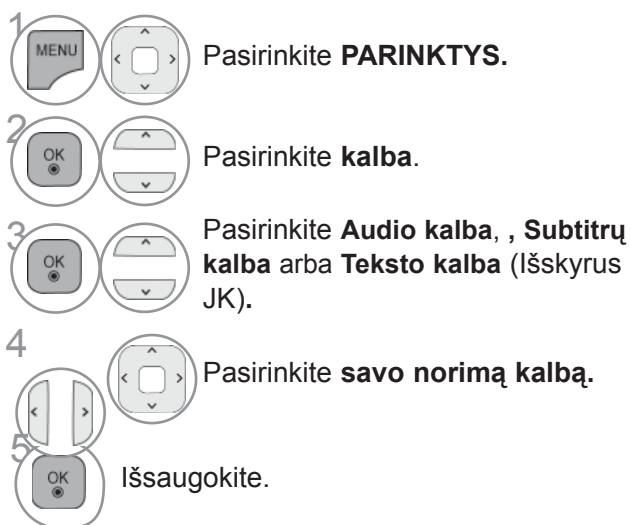 1
MENU
Pasirinkite PARINKTYS.
2
OK
Pasirinkite kalba.
3
OK
Pasirinkite Audio kalba, , Subtitrų
kalba arba Teksto kalba (Išskyrus
JK).
4
Pasirinkite savo norimą kalbą.
5
OK
Išsaugokite.